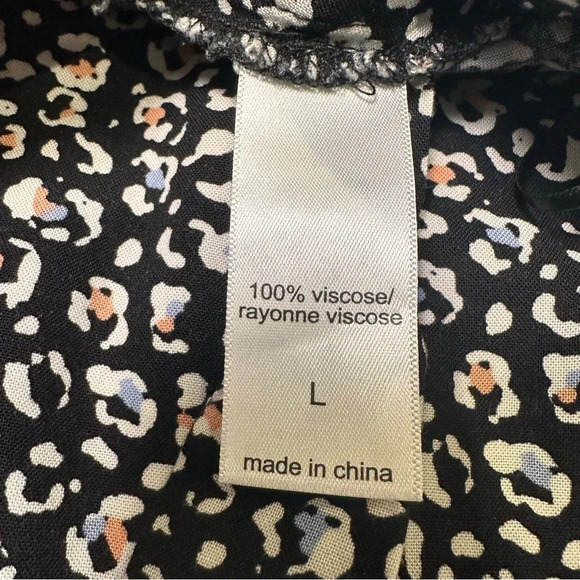 100% viscose/
rayonne viscose
L
made in china